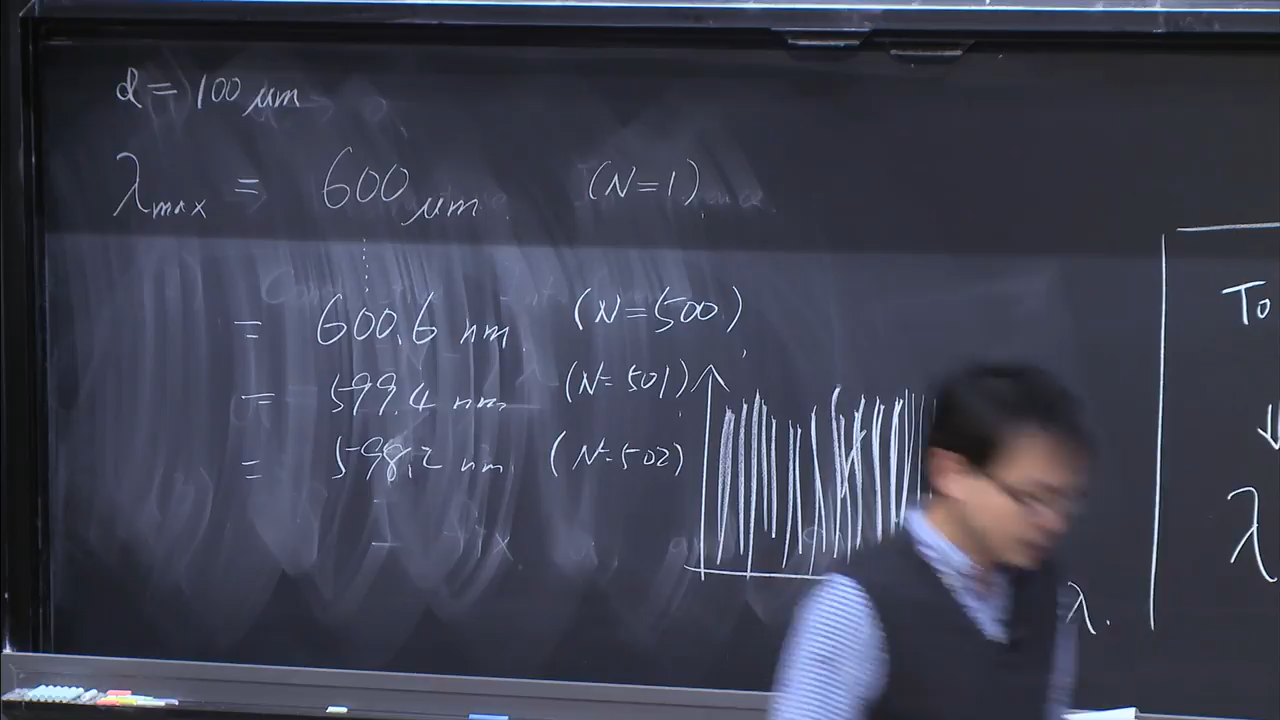 d = 100 μm
λmax = 600 μm (N=1)
= 600.6 nm (N=500)
= 599.4 nm (N=501)
= 598.2 nm (N=502)
λ.
To
↓
λ